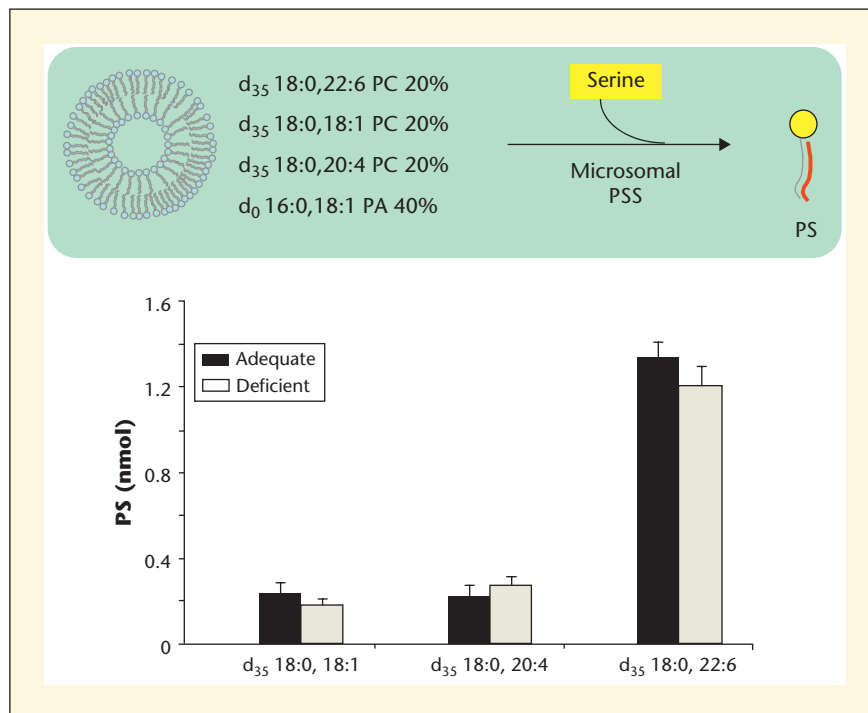 d₃₅ 18:0,22:6 PC 20%
d₃₅ 18:0,18:1 PC 20%
d₃₅ 18:0,20:4 PC 20%
d₀ 16:0,18:1 PA 40%
Serine
Microsomal
PSS
PS
1.6
1.2
0.8
0.4
0
PS (nmol)
Adequate
Deficient
d₃₅ 18:0, 18:1
d₃₅ 18:0, 20:4
d₃₅ 18:0, 22:6